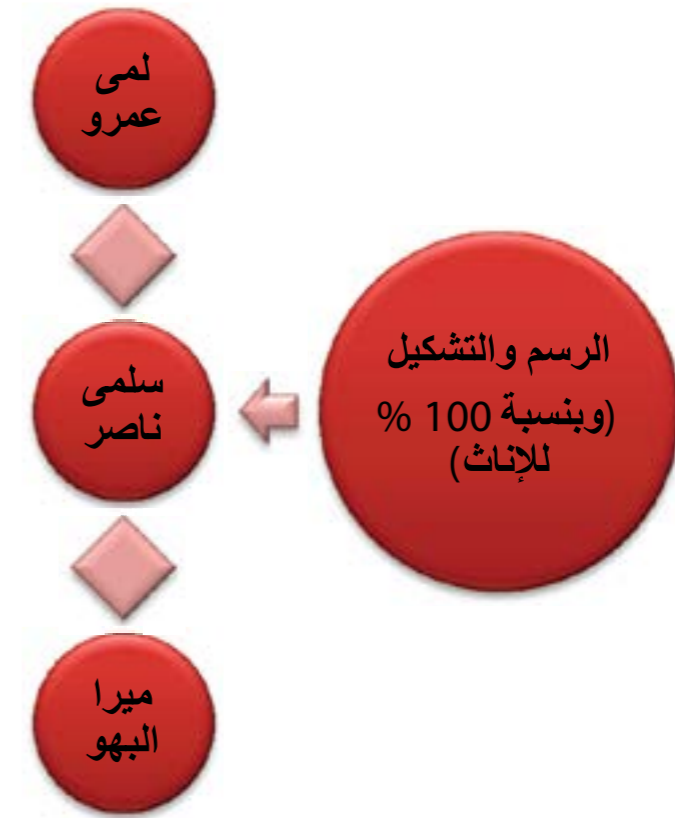 الرسم والتشكيل
(وبنسبة 100 %
للإناث)
لمى
عمرو
سلمى
ناصر
ميرا
البهو